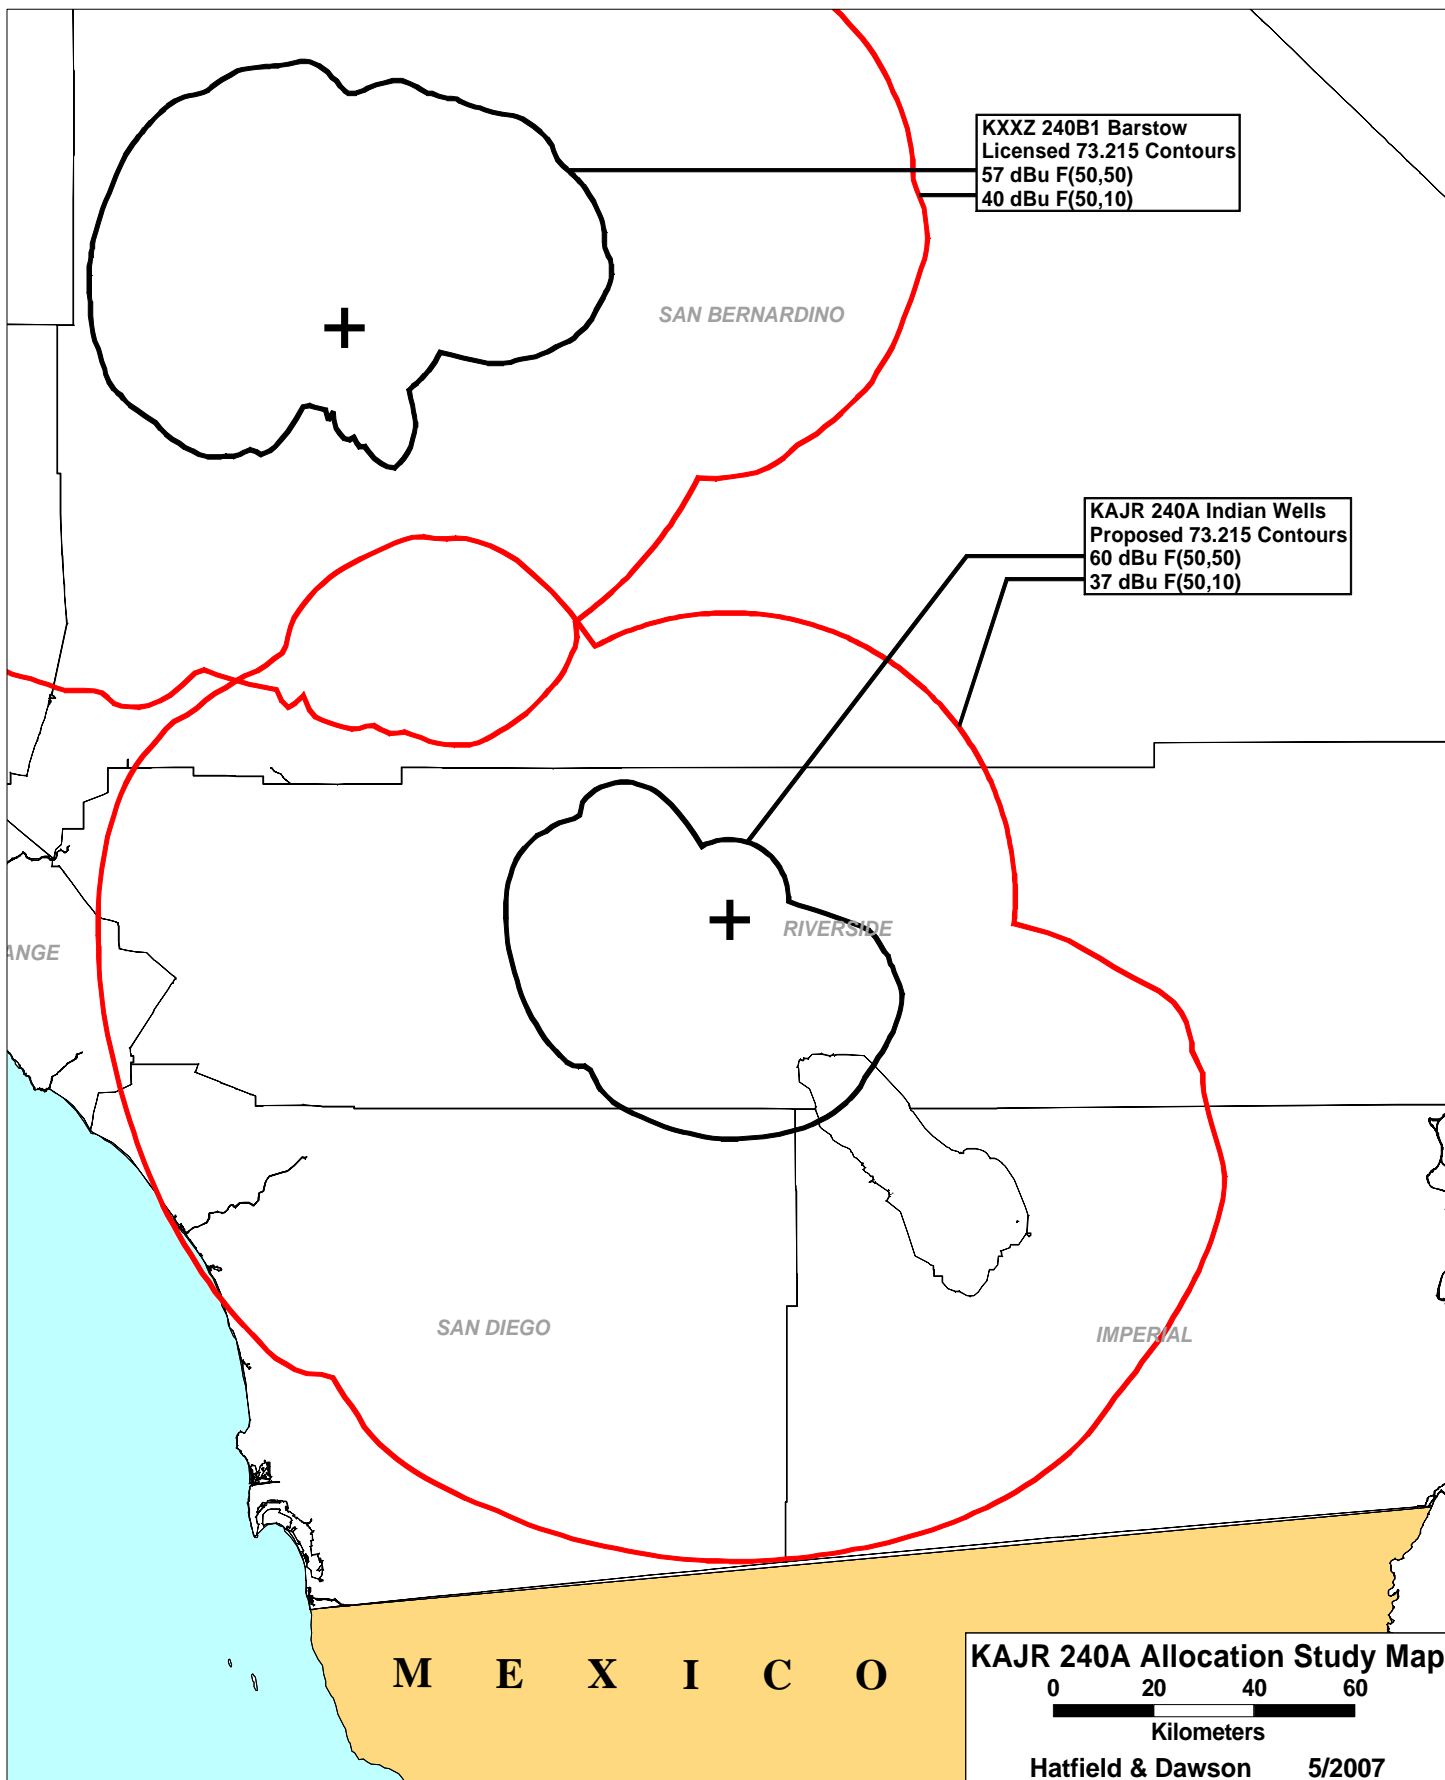 KXXZ 240B1 Barstow
Licensed 73.215 Contours
57 dBu F(50,50)
40 dBu F(50,10)
SAN BERNARDINO
KAJR 240A Indian Wells
Proposed 73.215 Contours
60 dBu F(50,50)
37 dBu F(50,10)
RIVERSIDE
ANGE
SAN DIEGO
IMPERIAL
M E X I C O
KAJR 240A Allocation Study Map
0 20 40 60
Kilometers
Hatfield & Dawson 5/2007